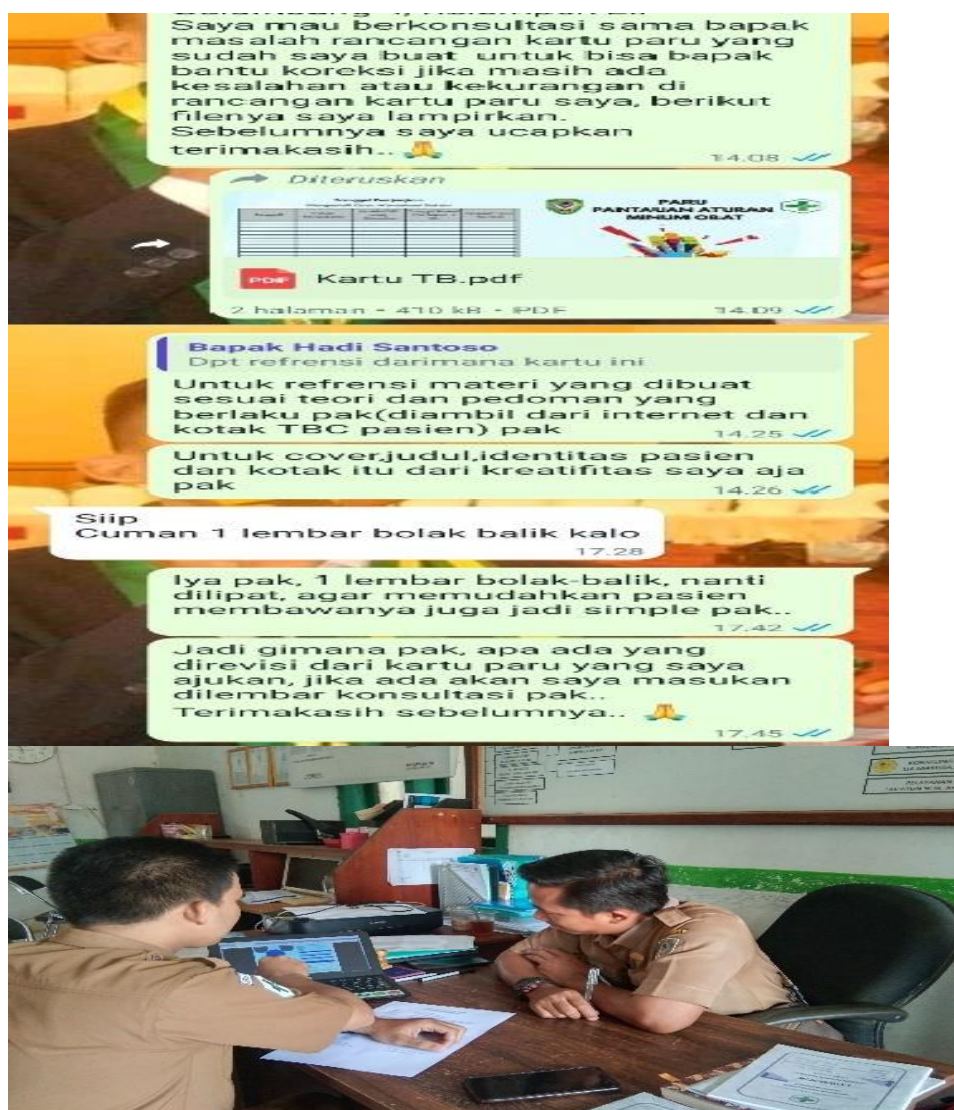 Saya mau berkonsultasi sama bapak
masalah rancangan kartu paru yang
sudah saya buat untuk bisa bapak
bantu koreksi jika masih ada
kesalahan atau kekurangan di
rancangan kartu paru saya, berikut
filenya saya lampirkan.
Sebelumnya saya ucapkan
terimakasih.. 🙏
14.08
Diteruskan
PARU
PANTAUAN ATURAN
MINUM OBAT
PDF
Kartu TB.pdf
2 halaman • 410 kB • PDF
14.09
Bapak Hadi Santoso
Dpt refrensi darimana kartu ini
Untuk refrensi materi yang dibuat
sesuai teori dan pedoman yang
berlaku pak(diambil dari internet dan
kotak TBC pasien) pak
14.25
Untuk cover,judul,identitas pasien
dan kotak itu dari kreatifitas saya aja
pak
14.26
Siip
Cuman 1 lembar bolak balik kalo
17.28
Iya pak, 1 lembar bolak-balik, nanti
dilipat, agar memudahkan pasien
membawanya juga jadi simple pak..
17.42
Jadi gimana pak, apa ada yang
direvisi dari kartu paru yang saya
ajukan, jika ada akan saya masukan
dilembar konsultasi pak..
Terimakasih sebelumnya.. 🙏
17.45